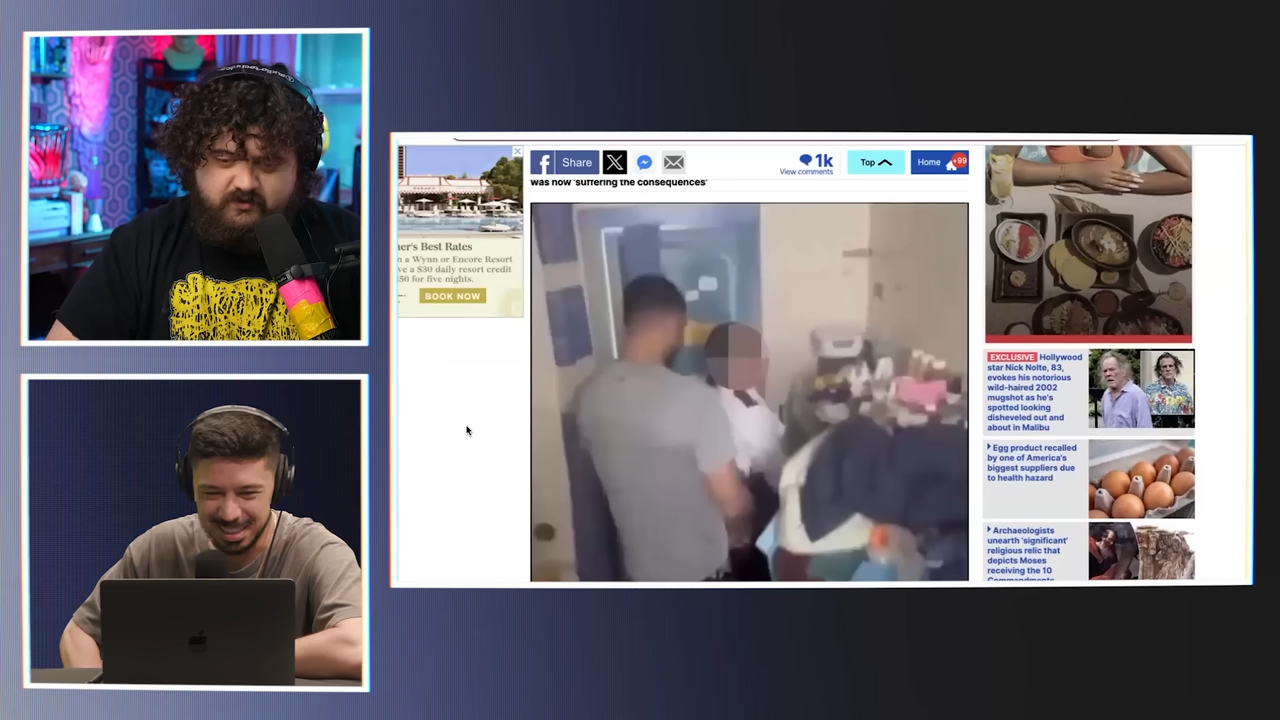 Share
1k
View comments
Top
Home
+99
was now 'suffering the consequences'
ner's Best Rates
n a Wynn or Encore Resort
ve a $30 daily resort credit
50 for five nights.
BOOK NOW
EXCLUSIVE Hollywood
star Nick Nolte, 83,
evokes his notorious
wild-haired 2002
mugshot as he's
spotted looking
disheveled out and
about in Malibu
Egg product recalled
by one of America's
biggest suppliers due
to health hazard
Archaeologists
unearth 'significant'
religious relic that
depicts Moses
receiving the 10
Commandments